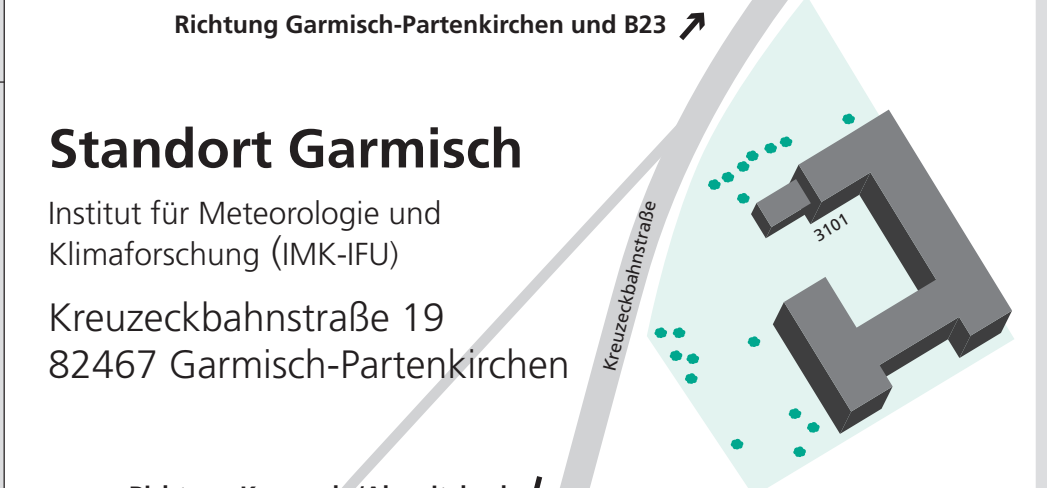 Richtung Garmisch-Partenkirchen und B23
Standort Garmisch
Institut für Meteorologie und
Klimaforschung (IMK-IFU)
Kreuzeckbahnstraße 19
82467 Garmisch-Partenkirchen
Kreuzeckbahnstraße
3101